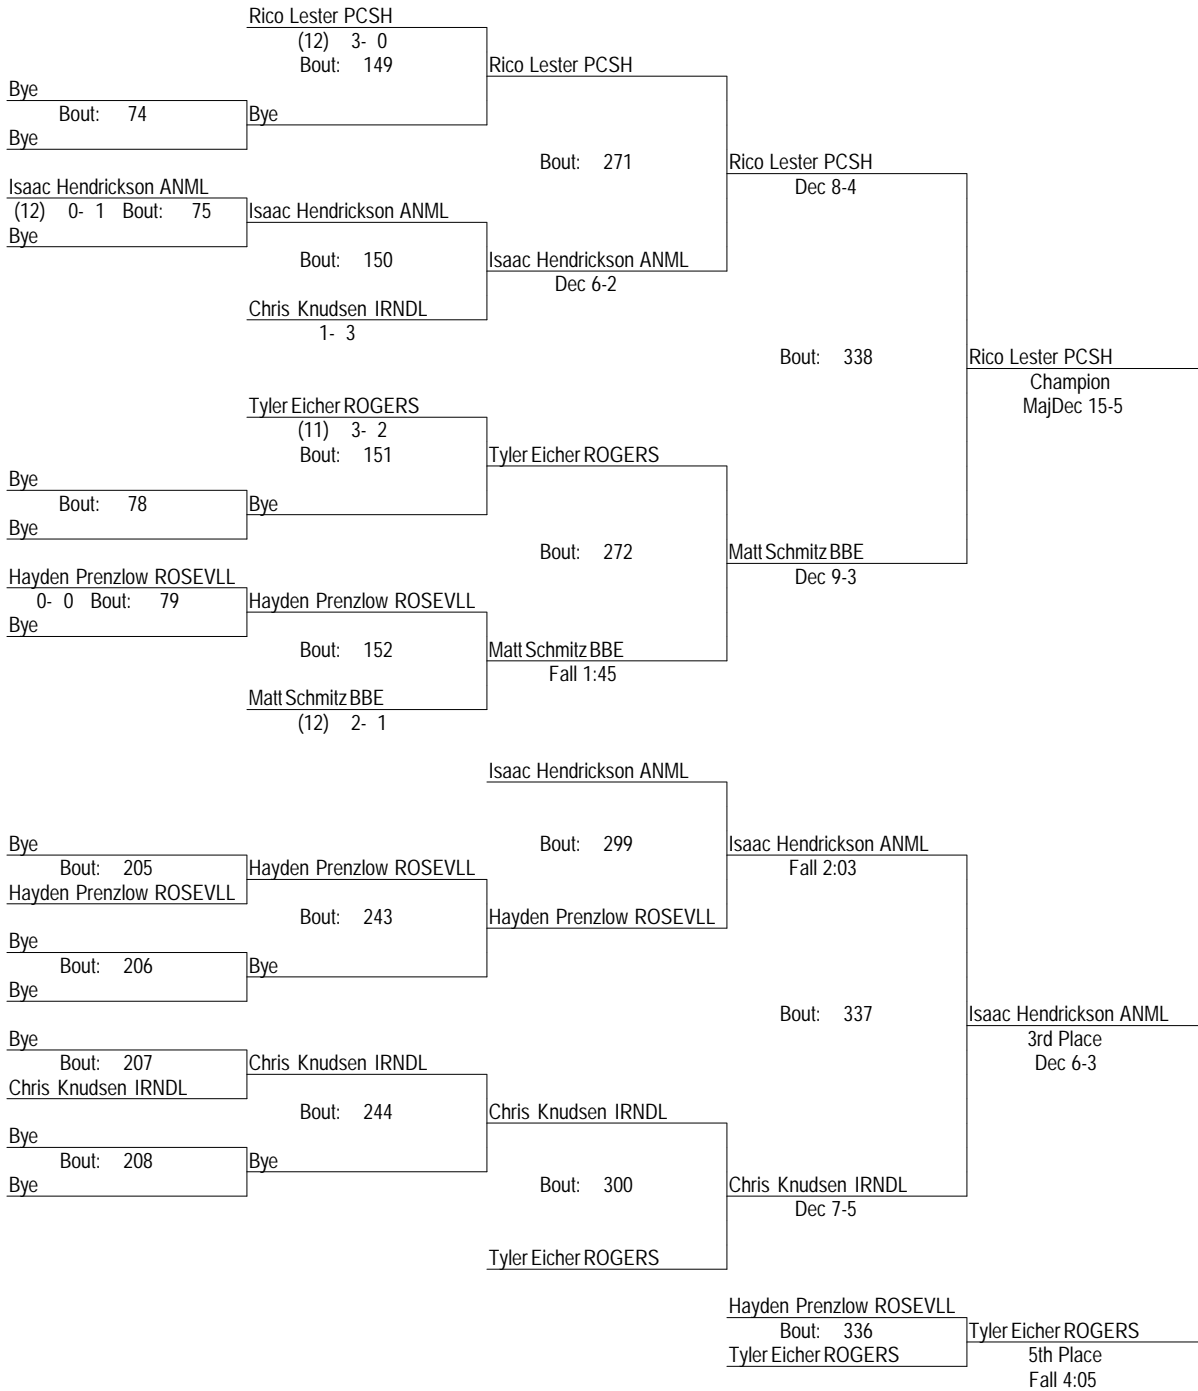 Rico Lester PCSH
(12) 3- 0
Bout: 149
Rico Lester PCSH
Bye
Bout: 74
Bye
Bye
Bout: 271
Rico Lester PCSH
Dec 8-4
Isaac Hendrickson ANML
(12) 0- 1 Bout: 75
Isaac Hendrickson ANML
Bye
Bout: 150
Isaac Hendrickson ANML
Dec 6-2
Chris Knudsen IRNDL
1- 3
Bout: 338
Rico Lester PCSH
Champion
MajDec 15-5
Tyler Eicher ROGERS
(11) 3- 2
Bout: 151
Tyler Eicher ROGERS
Bye
Bout: 78
Bye
Bye
Bout: 272
Matt Schmitz BBE
Dec 9-3
Hayden Prenzlow ROSEVLL
0- 0 Bout: 79
Hayden Prenzlow ROSEVLL
Bye
Bout: 152
Matt Schmitz BBE
Fall 1:45
Matt Schmitz BBE
(12) 2- 1
Isaac Hendrickson ANML
Bye
Bout: 299
Isaac Hendrickson ANML
Fall 2:03
Bout: 205
Hayden Prenzlow ROSEVLL
Hayden Prenzlow ROSEVLL
Bout: 243
Hayden Prenzlow ROSEVLL
Bye
Bout: 206
Bye
Bye
Bout: 337
Isaac Hendrickson ANML
3rd Place
Dec 6-3
Bye
Bout: 207
Chris Knudsen IRNDL
Chris Knudsen IRNDL
Bout: 244
Chris Knudsen IRNDL
Bye
Bout: 208
Bye
Bye
Bout: 300
Chris Knudsen IRNDL
Dec 7-5
Tyler Eicher ROGERS
Hayden Prenzlow ROSEVLL
Bout: 336
Tyler Eicher ROGERS
Tyler Eicher ROGERS
5th Place
Fall 4:05